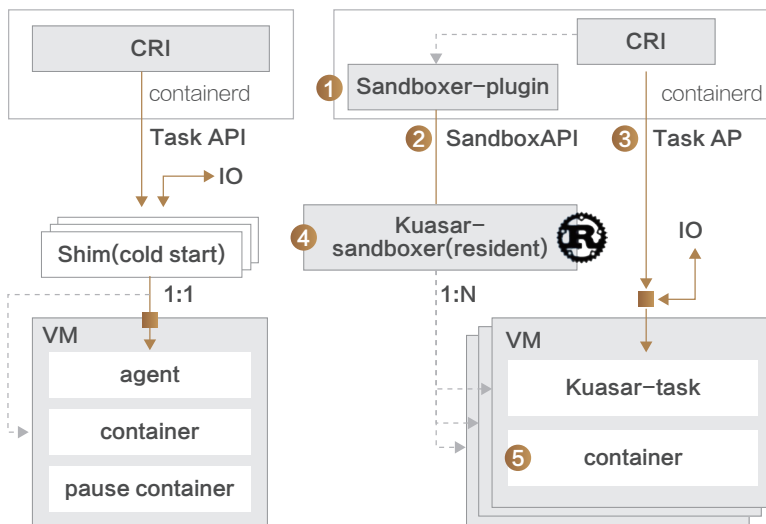 CRI
containerd
Task API
IO
Shim(cold start)
1:1
VM
agent
container
pause container
CRI
1 Sandboxer-plugin
containerd
2 SandboxAPI
3 Task AP
4 Kuasar-
sandboxer(resident)
R
IO
1:N
VM
Kuasar-task
5 container